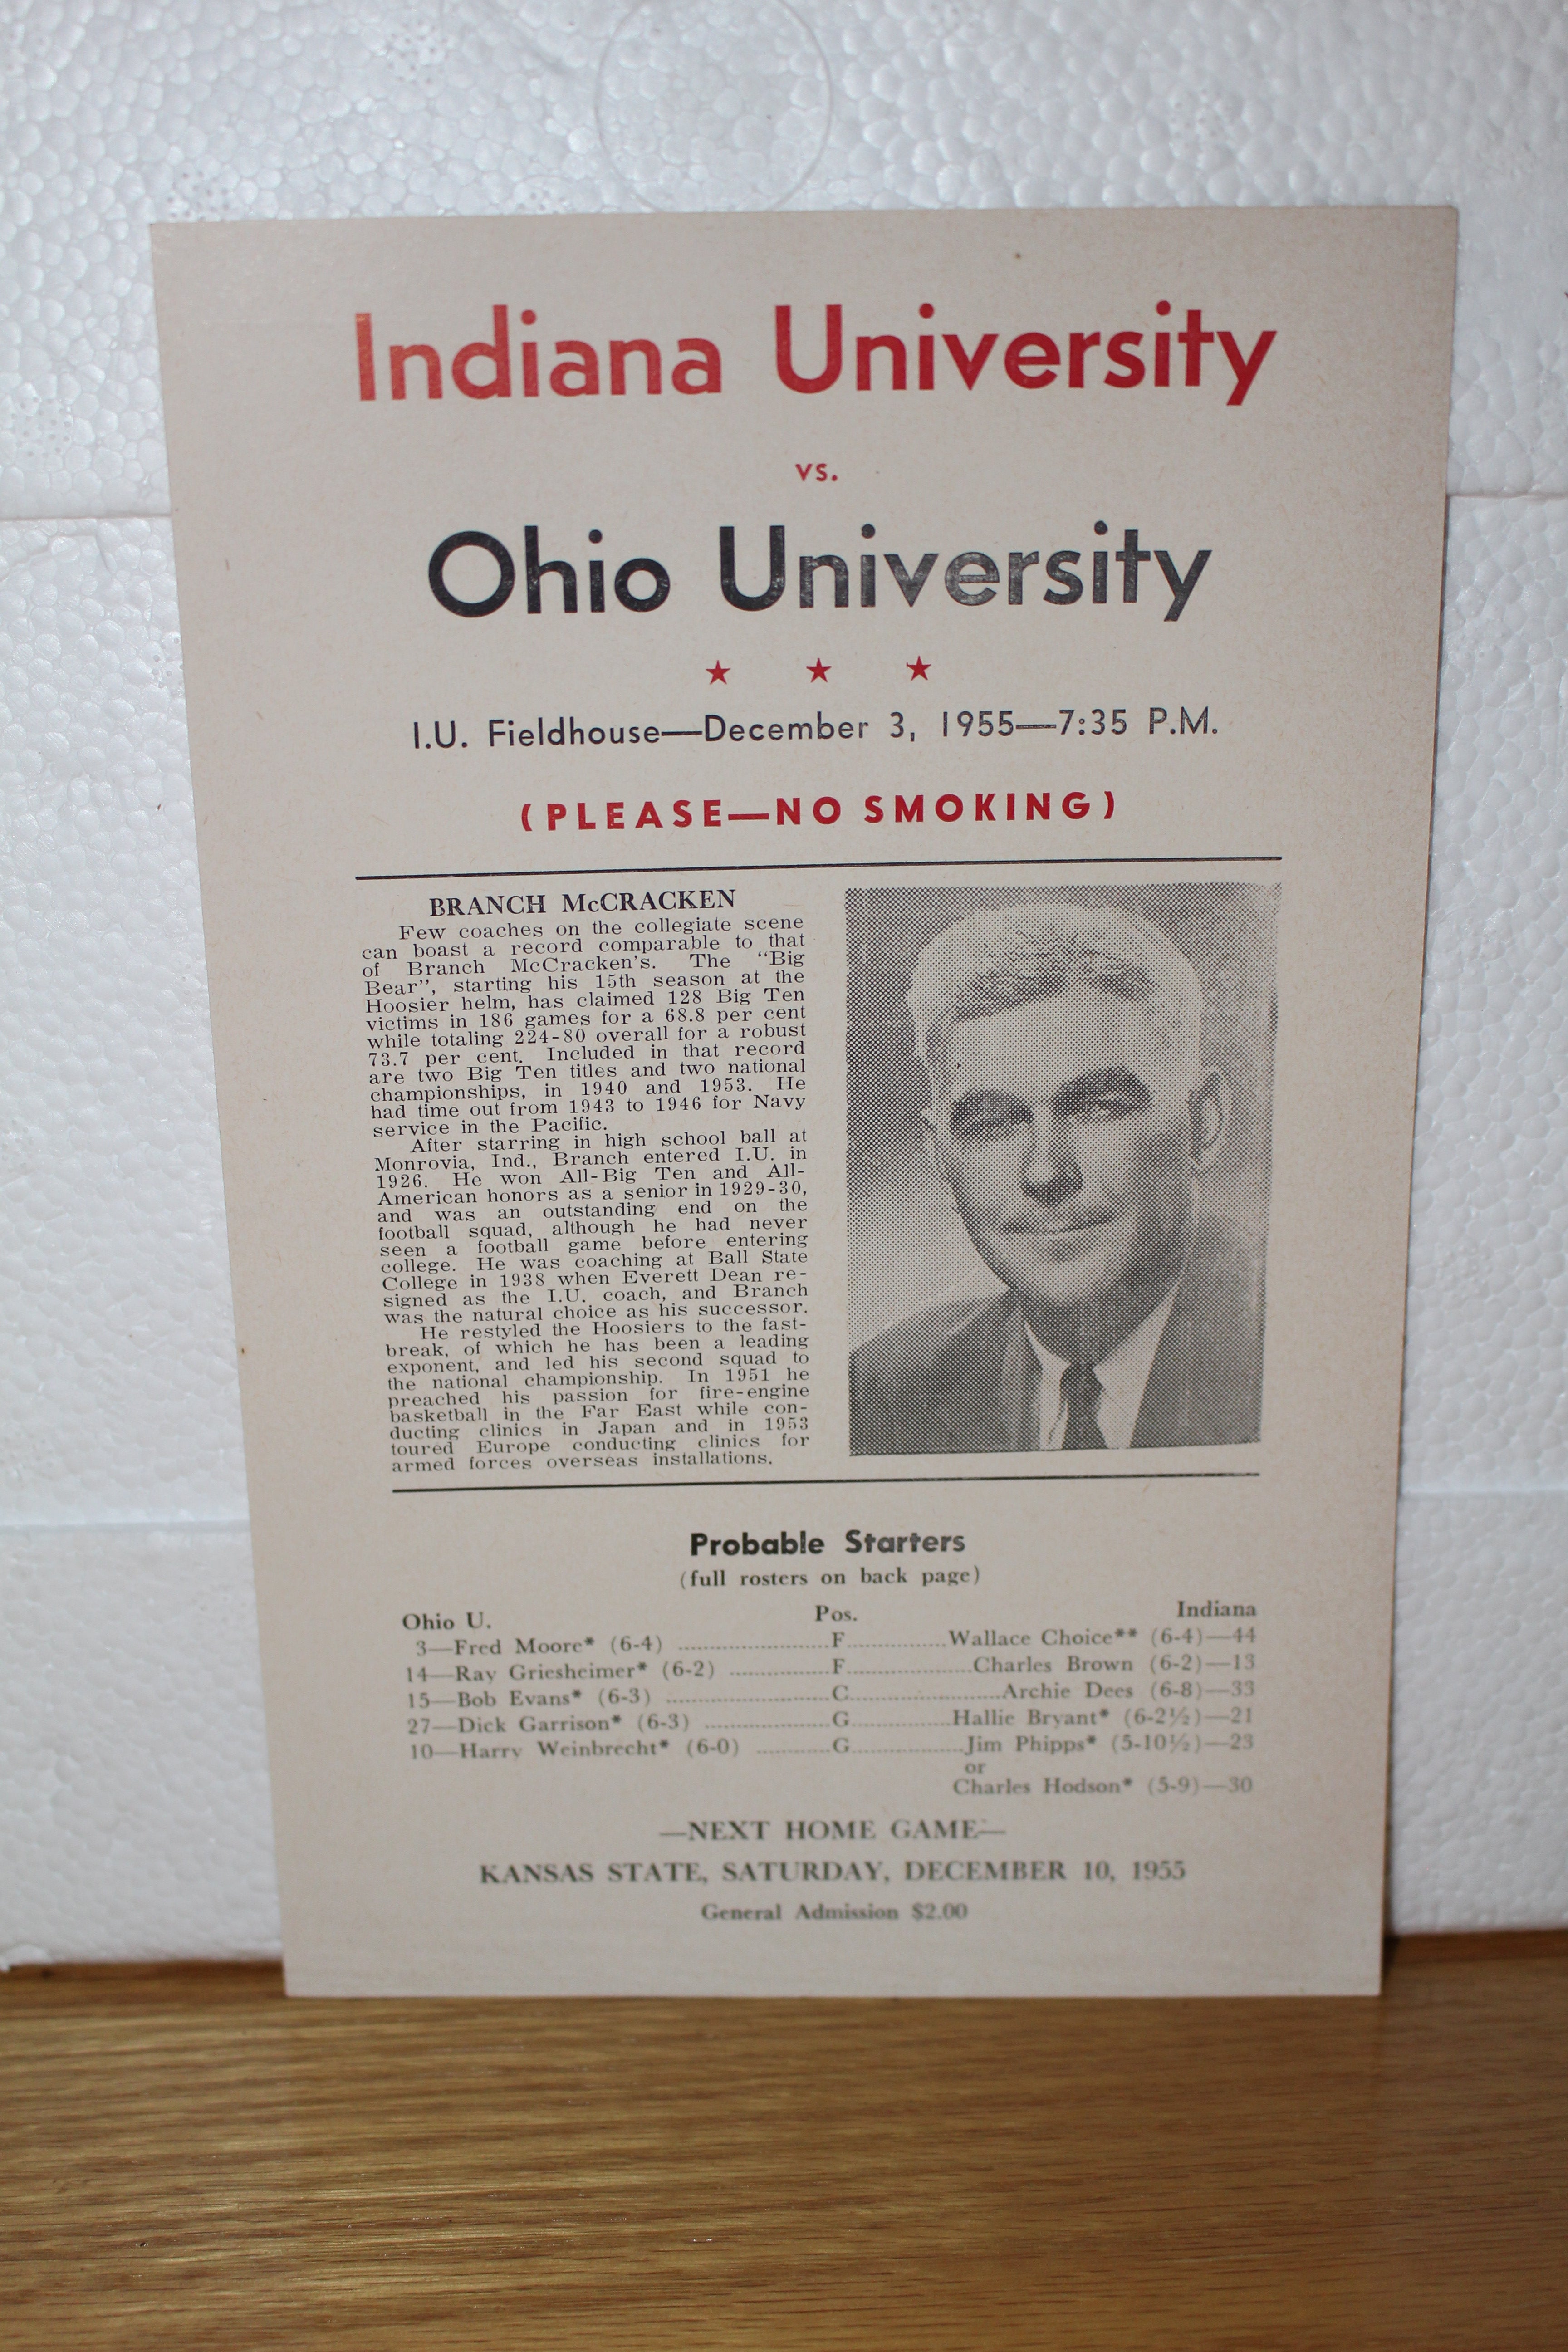 Indiana University
vs.
Ohio University
★ ★ ★
I.U. Fieldhouse—December 3, 1955—7:35 P.M.
(PLEASE—NO SMOKING)
BRANCH McCRACKEN
Few coaches on the collegiate scene
can boast a record comparable to that
of Branch McCracken's. The "Big
Bear", starting his 15th season at the
Hoosier helm, has claimed 128 Big Ten
victims in 186 games for a 68.8 per cent
while totaling 224-80 overall for a robust
73.7 per cent. Included in that record
are two Big Ten titles and two national
championships, in 1940 and 1953. He
had time out from 1943 to 1946 for Navy
service in the Pacific.
After starring in high school ball at
Monrovia, Ind., Branch entered I.U. in
1926. He won All-Big Ten and All-
American honors as a senior in 1929-30,
and was an outstanding end on the
football squad, although he had never
seen a football game before entering
college. He was coaching at Ball State
College in 1938 when Everett Dean re-
signed as the I.U. coach, and Branch
was the natural choice as his successor.
He restyled the Hoosiers to the fast-
break, of which he has been a leading
exponent, and led his second squad to
the national championship. In 1951 he
preached his passion for fire-engine
basketball in the Far East while con-
ducting clinics in Japan and in 1953
toured Europe conducting clinics for
armed forces overseas installations.
Probable Starters
(full rosters on back page)
Ohio U. Pos. Indiana
3—Fred Moore* (6-4) ........ F ........ Wallace Choice** (6-4)—44
14—Ray Griesheimer* (6-2) ........ F ........ Charles Brown (6-2)—13
15—Bob Evans* (6-3) ........ C ........ Archie Dees (6-8)—33
27—Dick Garrison* (6-3) ........ G ........ Hallie Bryant* (6-2½)—21
10—Harry Weinbrecht* (6-0) ........ G ........ Jim Phipps* (5-10½)—23
or
Charles Hodson* (5-9)—30
—NEXT HOME GAME—
KANSAS STATE, SATURDAY, DECEMBER 10, 1955
General Admission $2.00